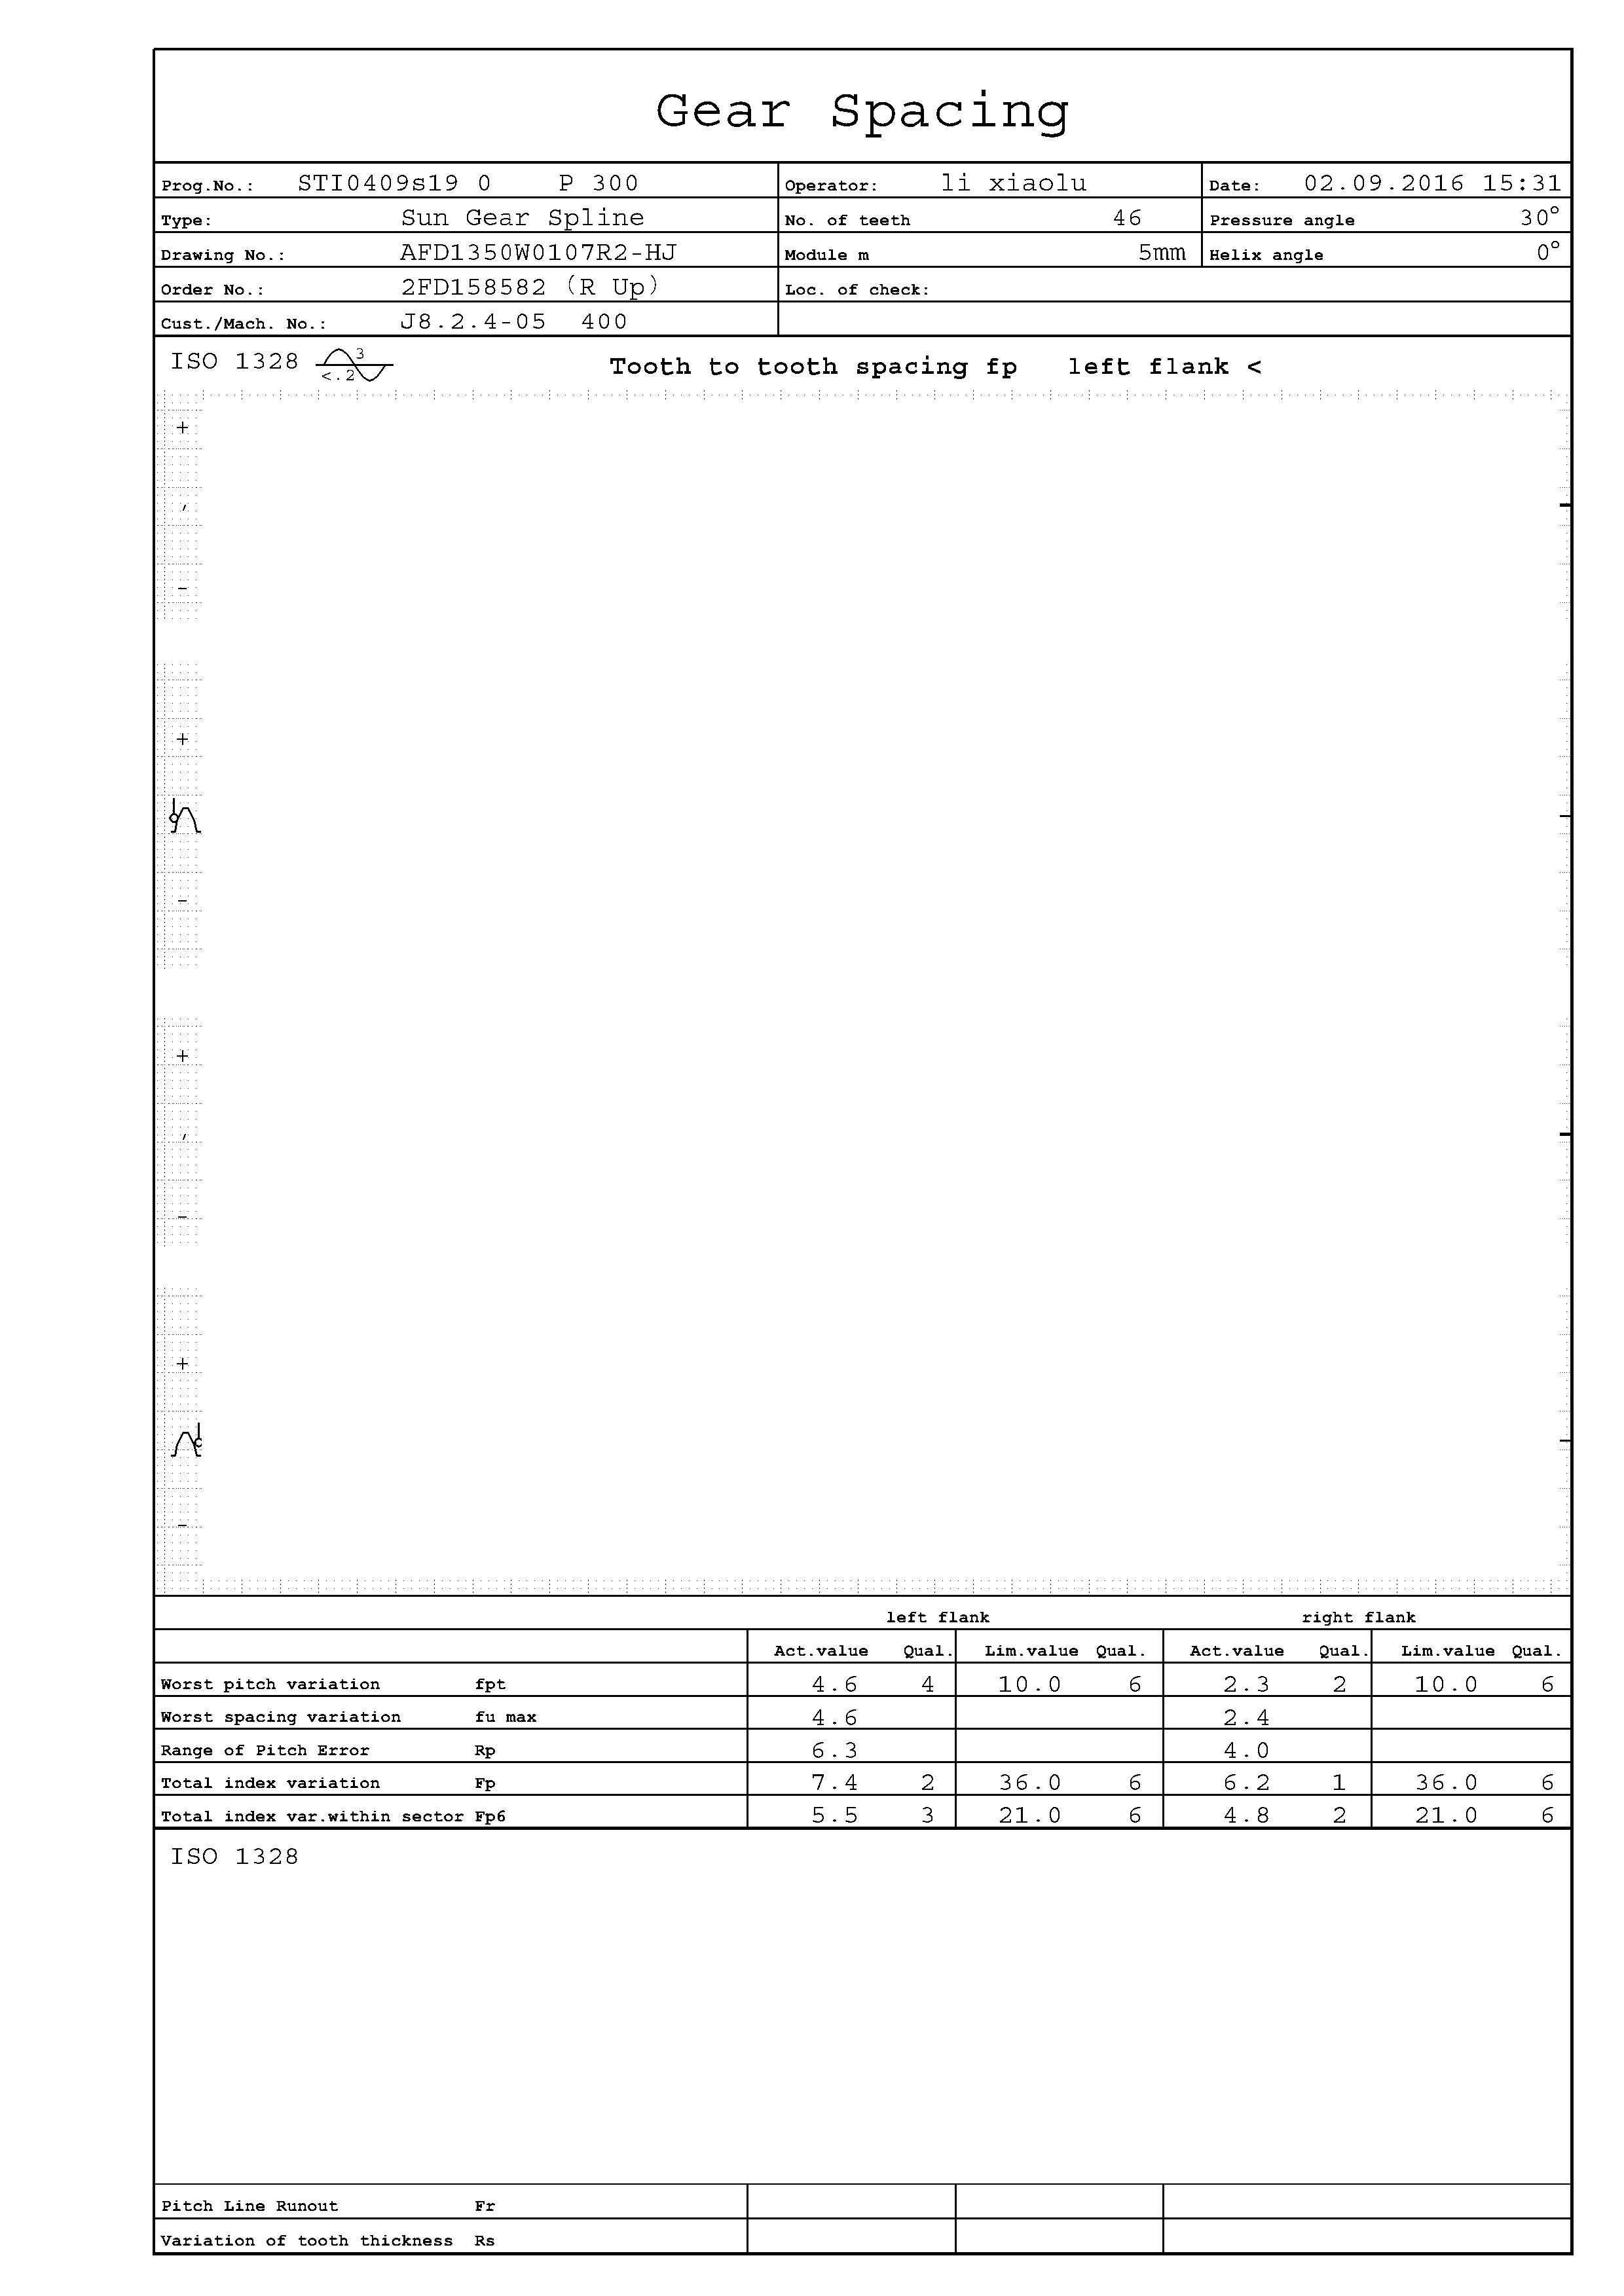 Gear Spacing
Prog.No.: STI0409s19 0 P 300 Operator: li xiaolu Date: 02.09.2016 15:31
Type: Sun Gear Spline No. of teeth 46 Pressure angle 30°
Drawing No.: AFD1350W0107R2-HJ Module m 5mm Helix angle 0°
Order No.: 2FD158582 (R Up) Loc. of check:
Cust./Mach. No.: J8.2.4-05 400
ISO 1328 3 <.2 Tooth to tooth spacing fp left flank <
+
,
-
+
-
+
,
-
+
-
left flank right flank
Act.value Qual. Lim.value Qual. Act.value Qual. Lim.value Qual.
Worst pitch variation fpt 4.6 4 10.0 6 2.3 2 10.0 6
Worst spacing variation fu max 4.6 2.4
Range of Pitch Error Rp 6.3 4.0
Total index variation Fp 7.4 2 36.0 6 6.2 1 36.0 6
Total index var.within sector Fp6 5.5 3 21.0 6 4.8 2 21.0 6
ISO 1328
Pitch Line Runout Fr
Variation of tooth thickness Rs